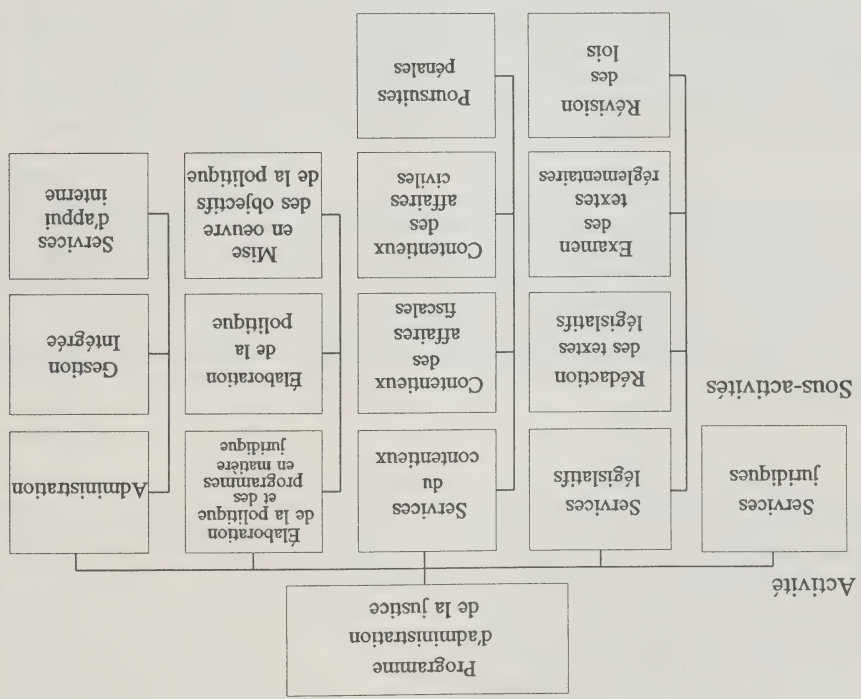 Programme
d'administration
de la justice
Activité
Services
juridiques
Services
législatifs
Services
du
contentieux
Élaboration
de la politique
et des
programmes
en matière
juridique
Administration
Sous-activités
Rédaction
des textes
législatifs
Contentieux
des
affaires
fiscales
Élaboration
de la
politique
Gestion
Intégrée
Examen
des
textes
réglementaires
Contentieux
des
affaires
civiles
Mise
en oeuvre
des objectifs
de la politique
Services
d'appui
interne
Révision
des
lois
Poursuites
pénales